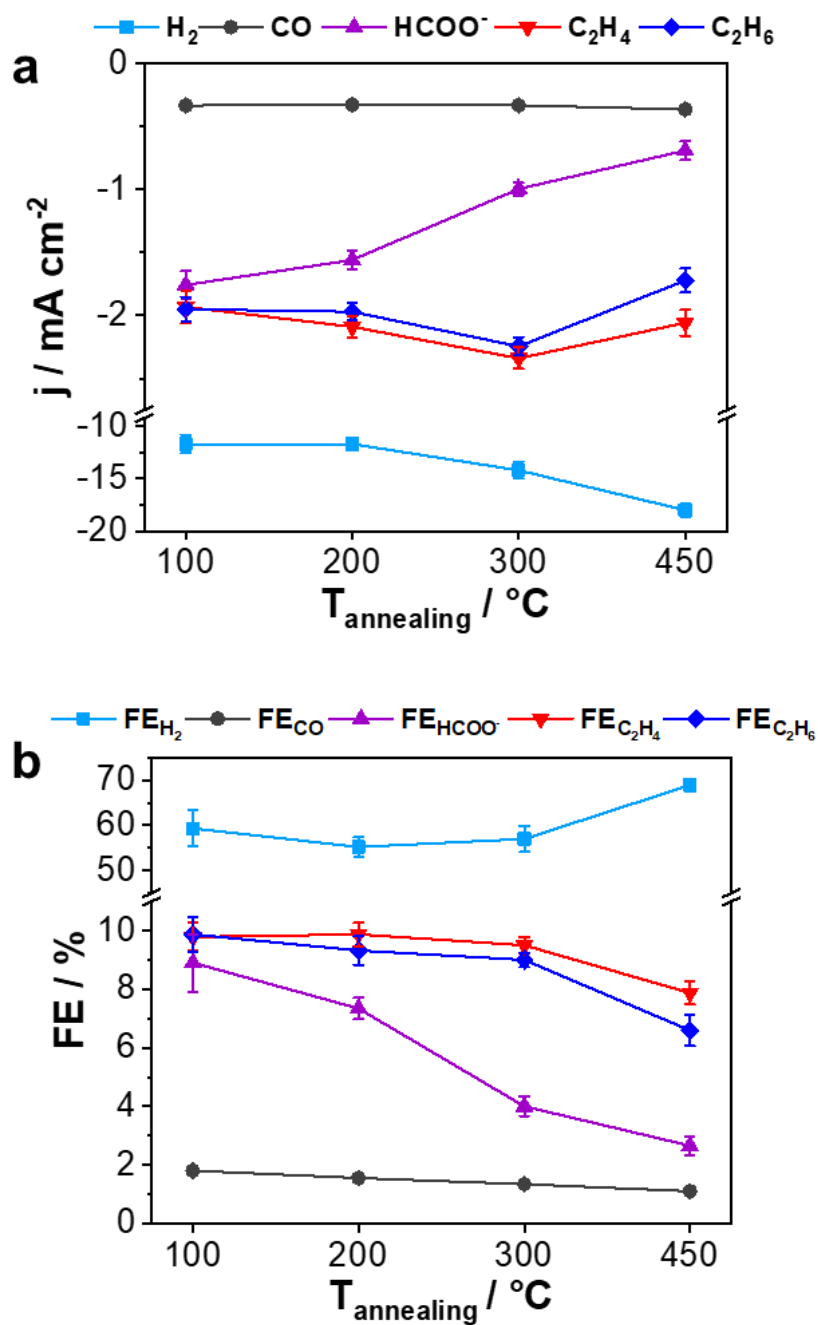 H₂ CO HCOO⁻ C₂H₄ C₂H₆
a
0
-1
-2
-10
-15
-20
j / mA cm⁻²
100 200 300 450
Tannealing / °C
FEH₂ FECO FEHCOO⁻ FEC₂H₄ FEC₂H₆
b
70
60
50
10
8
6
4
2
0
FE / %
100 200 300 450
Tannealing / °C